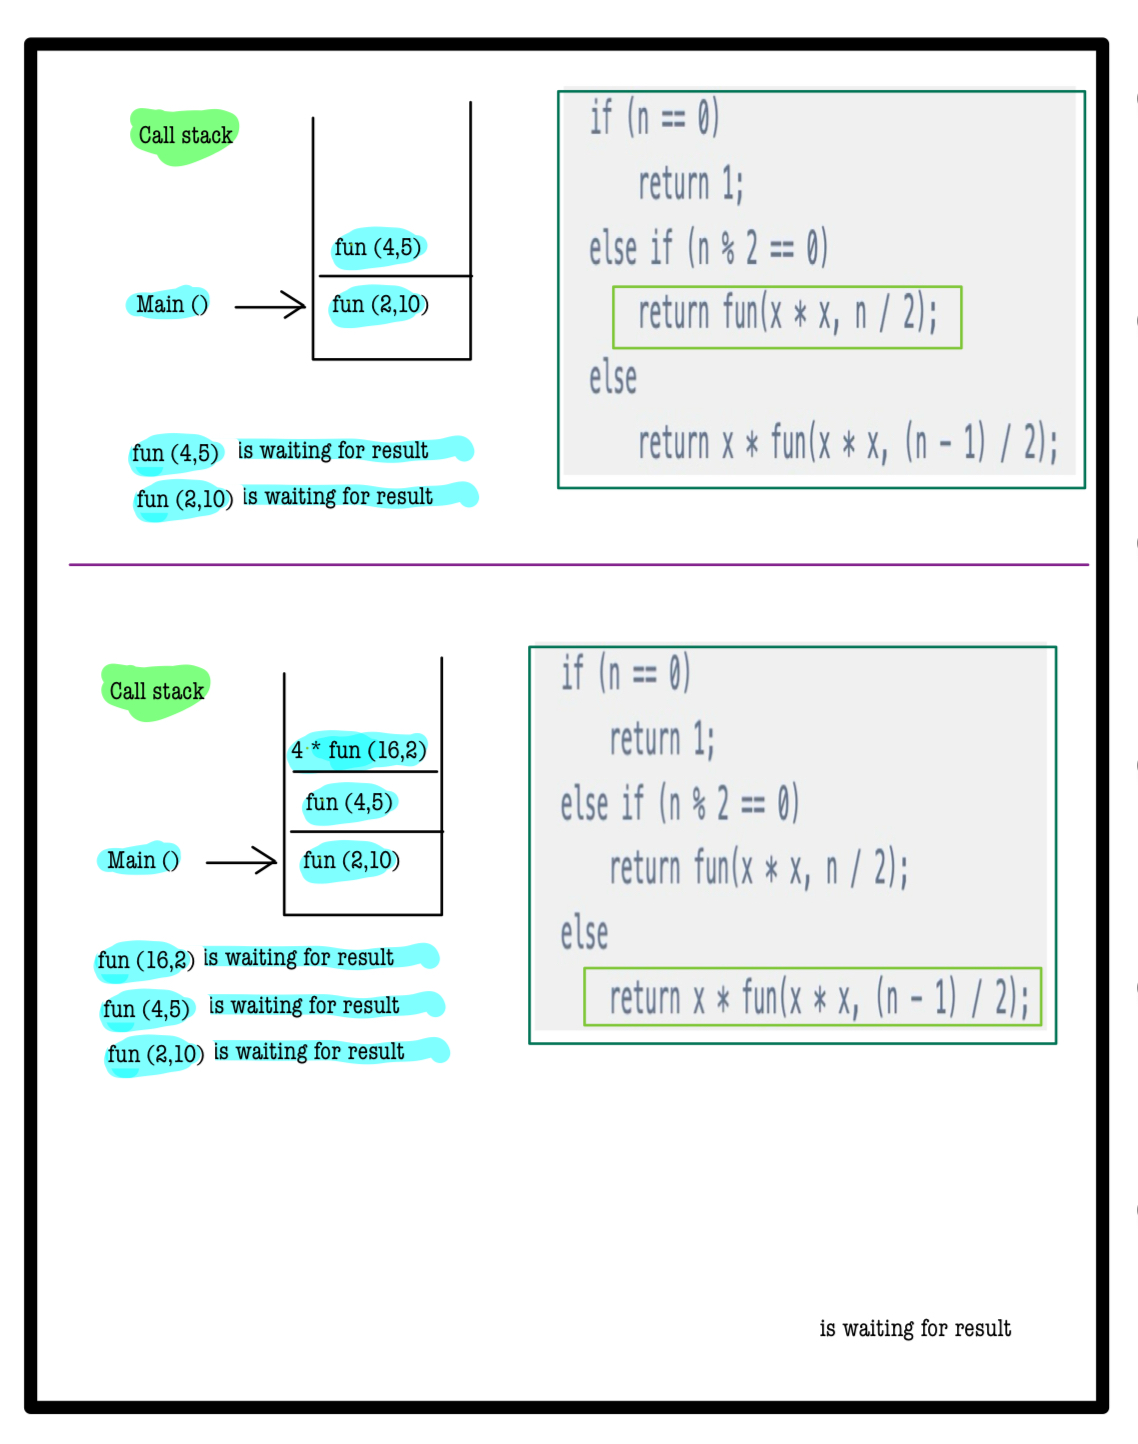 Call stack
fun (4,5)
Main ()
fun (2,10)
fun (4,5) is waiting for result
fun (2,10) is waiting for result
if (n == 0)
return 1;
else if (n % 2 == 0)
return fun(x * x, n / 2);
else
return x * fun(x * x, (n - 1) / 2);
Call stack
4 * fun (16,2)
fun (4,5)
Main ()
fun (2,10)
fun (16,2) is waiting for result
fun (4,5) is waiting for result
fun (2,10) is waiting for result
if (n == 0)
return 1;
else if (n % 2 == 0)
return fun(x * x, n / 2);
else
return x * fun(x * x, (n - 1) / 2);
is waiting for result